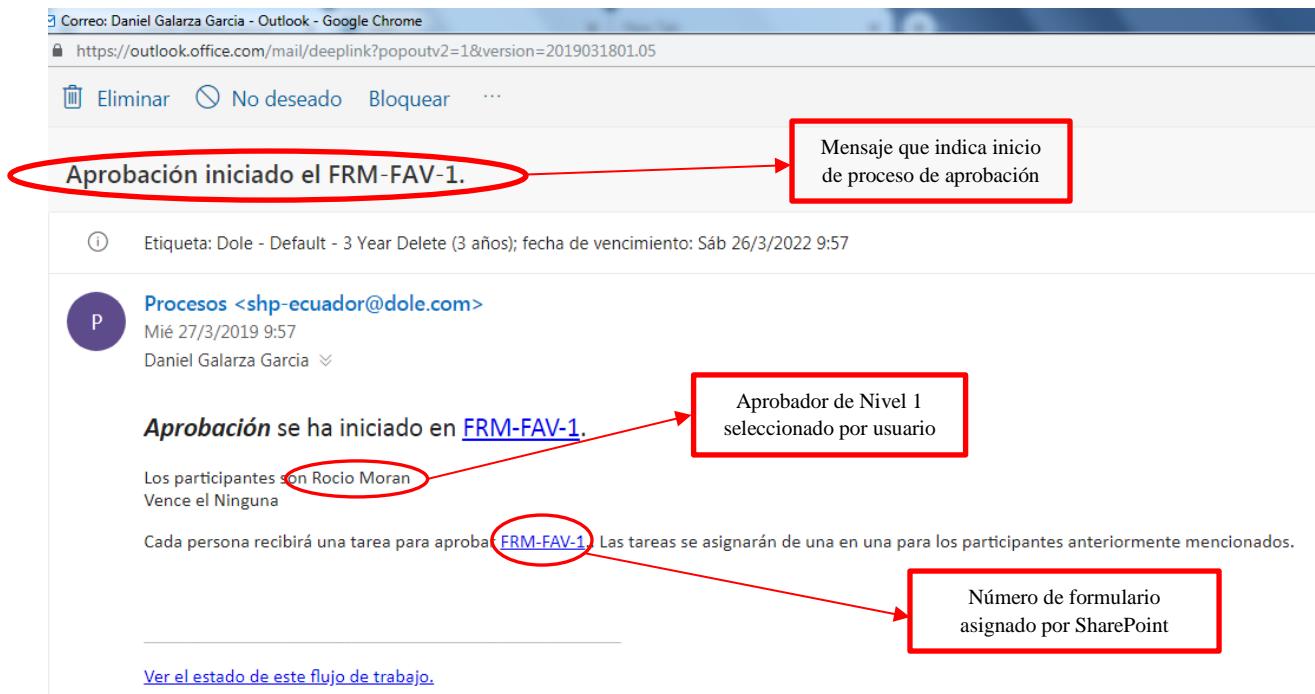 Correo: Daniel Galarza Garcia - Outlook - Google Chrome
https://outlook.office.com/mail/deeplink?popoutv2=1&version=2019031801.05
Eliminar No deseado Bloquear ...
Aprobación iniciado el FRM-FAV-1.
Mensaje que indica inicio
de proceso de aprobación
Etiqueta: Dole - Default - 3 Year Delete (3 años); fecha de vencimiento: Sáb 26/3/2022 9:57
P
Procesos <shp-ecuador@dole.com>
Mié 27/3/2019 9:57
Daniel Galarza Garcia
Aprobador de Nivel 1
seleccionado por usuario
Aprobación se ha iniciado en FRM-FAV-1.
Los participantes son Rocio Moran
Vence el Ninguna
Cada persona recibirá una tarea para aprobar FRM-FAV-1. Las tareas se asignarán de una en una para los participantes anteriormente mencionados.
Número de formulario
asignado por SharePoint
Ver el estado de este flujo de trabajo.